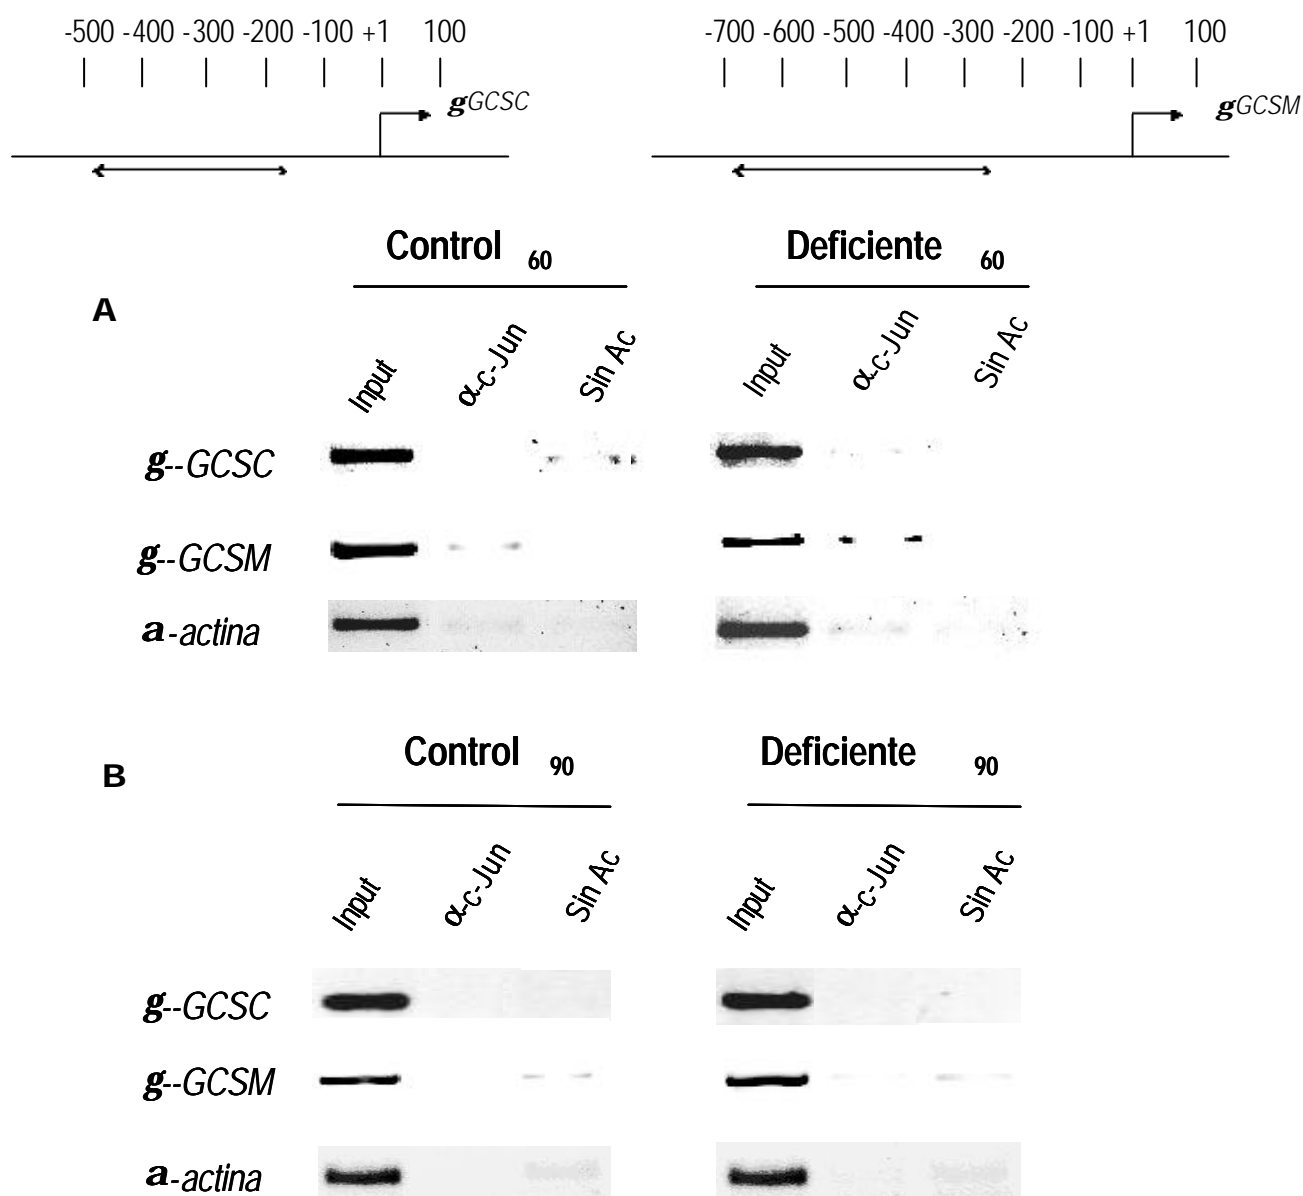 -500 -400 -300 -200 -100 +1 100
-700 -600 -500 -400 -300 -200 -100 +1 100
gGCSC
gGCSM
Control 60
Deficiente 60
A
Input
α-c-Jun
Sin Ac
Input
α-c-Jun
Sin Ac
g--GCSC
g--GCSM
a-actina
Control 90
Deficiente 90
B
Input
α-c-Jun
Sin Ac
Input
α-c-Jun
Sin Ac
g--GCSC
g--GCSM
a-actina